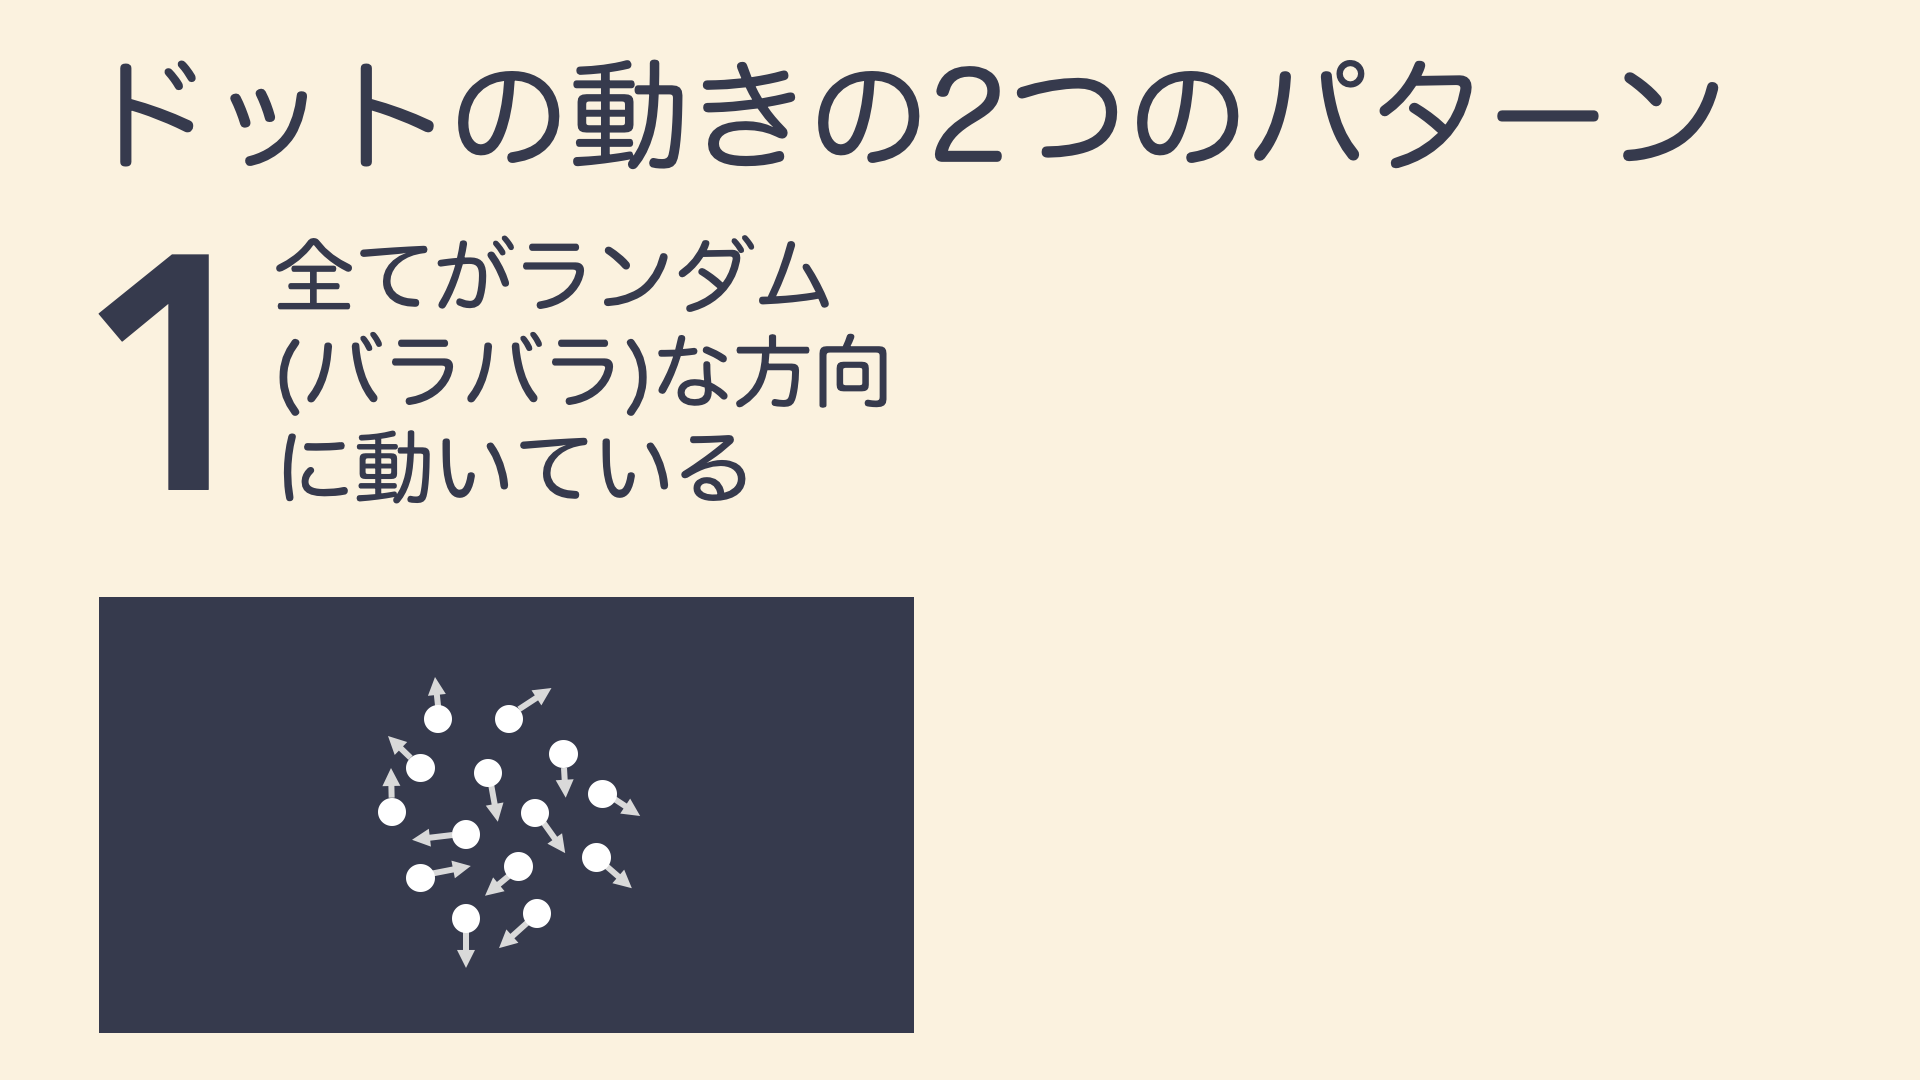 ドットの動きの2つのパターン
1
全てがランダム
(バラバラ)な方向
に動いている